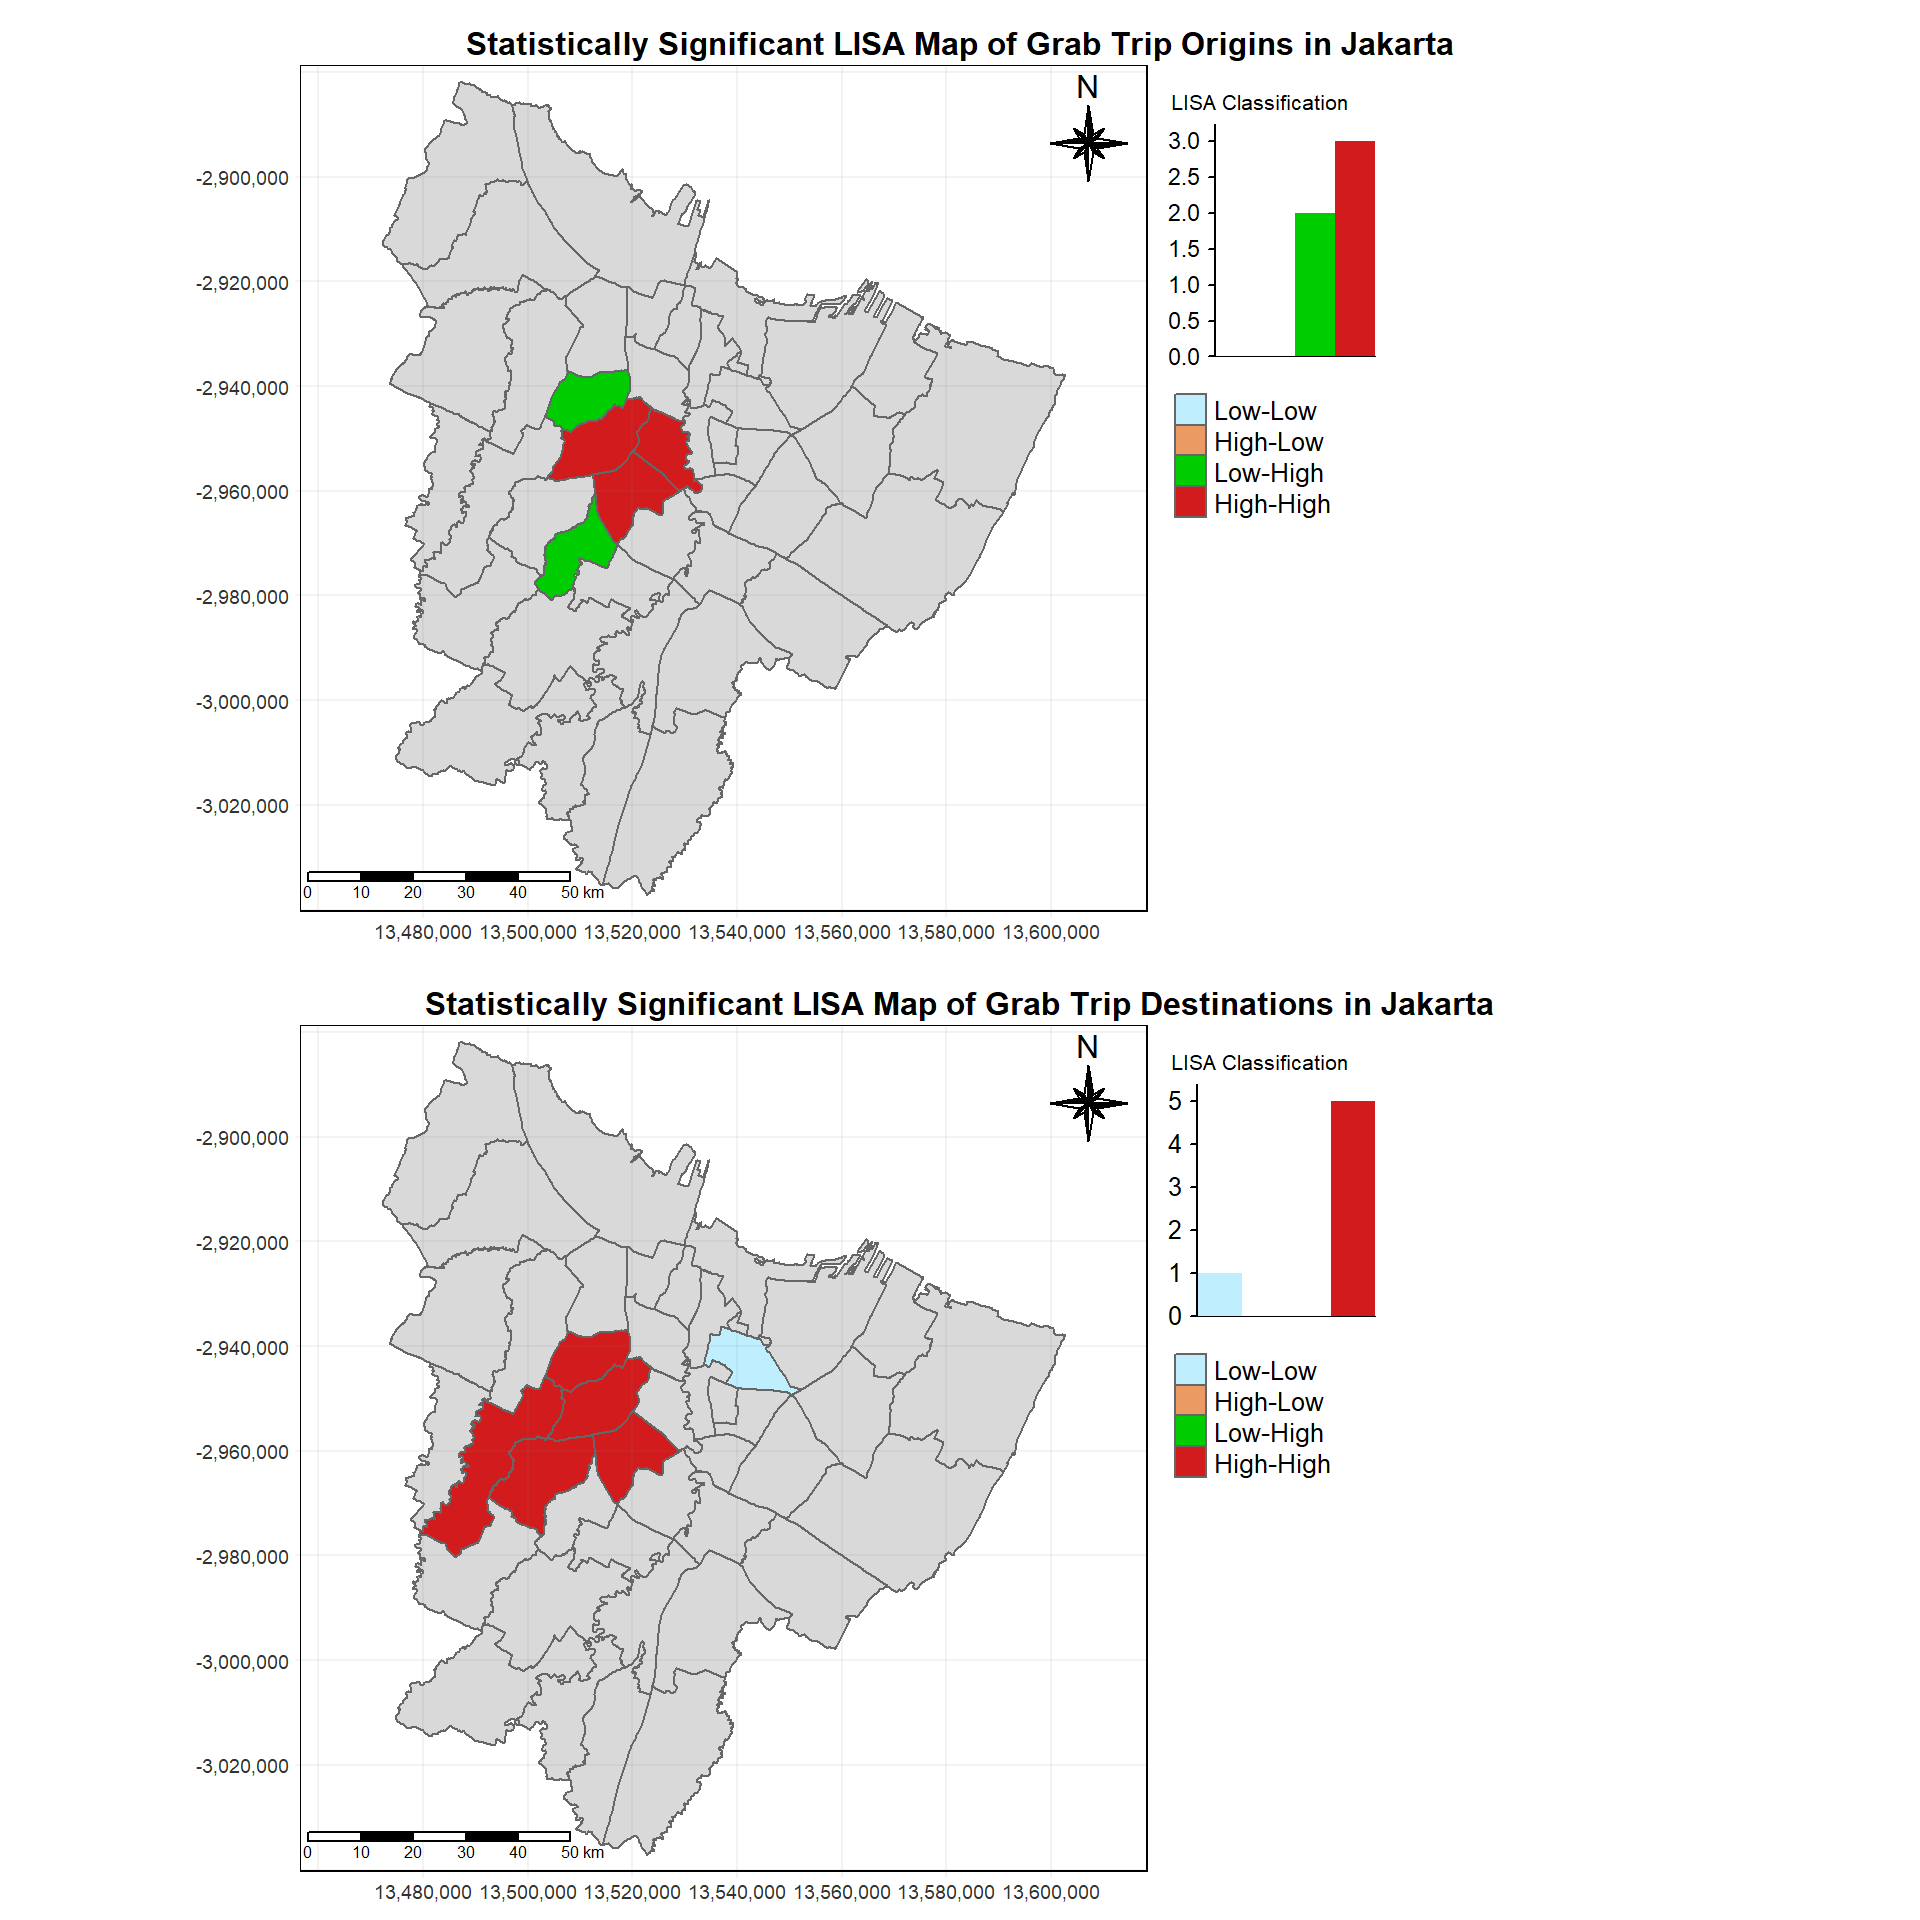 Statistically Significant LISA Map of Grab Trip Origins in Jakarta
N
LISA Classification
3.0
2.5
2.0
1.5
1.0
0.5
0.0
Low-Low
High-Low
Low-High
High-High
-2,900,000
-2,920,000
-2,940,000
-2,960,000
-2,980,000
-3,000,000
-3,020,000
0 10 20 30 40 50 km
13,480,000 13,500,000 13,520,000 13,540,000 13,560,000 13,580,000 13,600,000
Statistically Significant LISA Map of Grab Trip Destinations in Jakarta
N
LISA Classification
5
4
3
2
1
0
Low-Low
High-Low
Low-High
High-High
-2,900,000
-2,920,000
-2,940,000
-2,960,000
-2,980,000
-3,000,000
-3,020,000
0 10 20 30 40 50 km
13,480,000 13,500,000 13,520,000 13,540,000 13,560,000 13,580,000 13,600,000